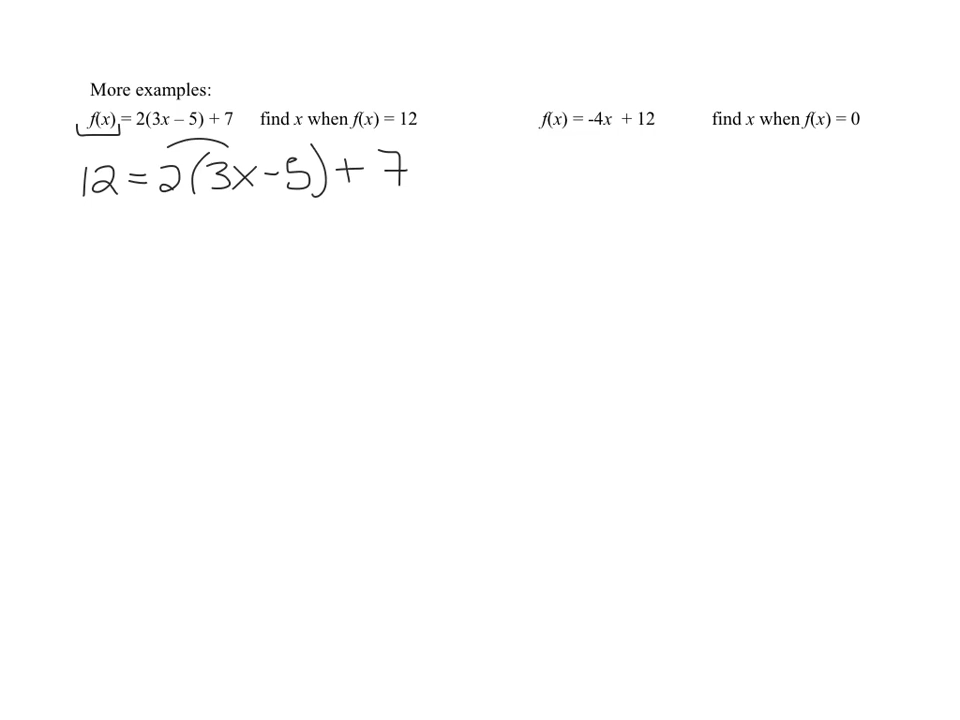 More examples:
f(x) = 2(3x – 5) + 7 find x when f(x) = 12 f(x) = -4x + 12 find x when f(x) = 0
12 = 2(3x-5) + 7